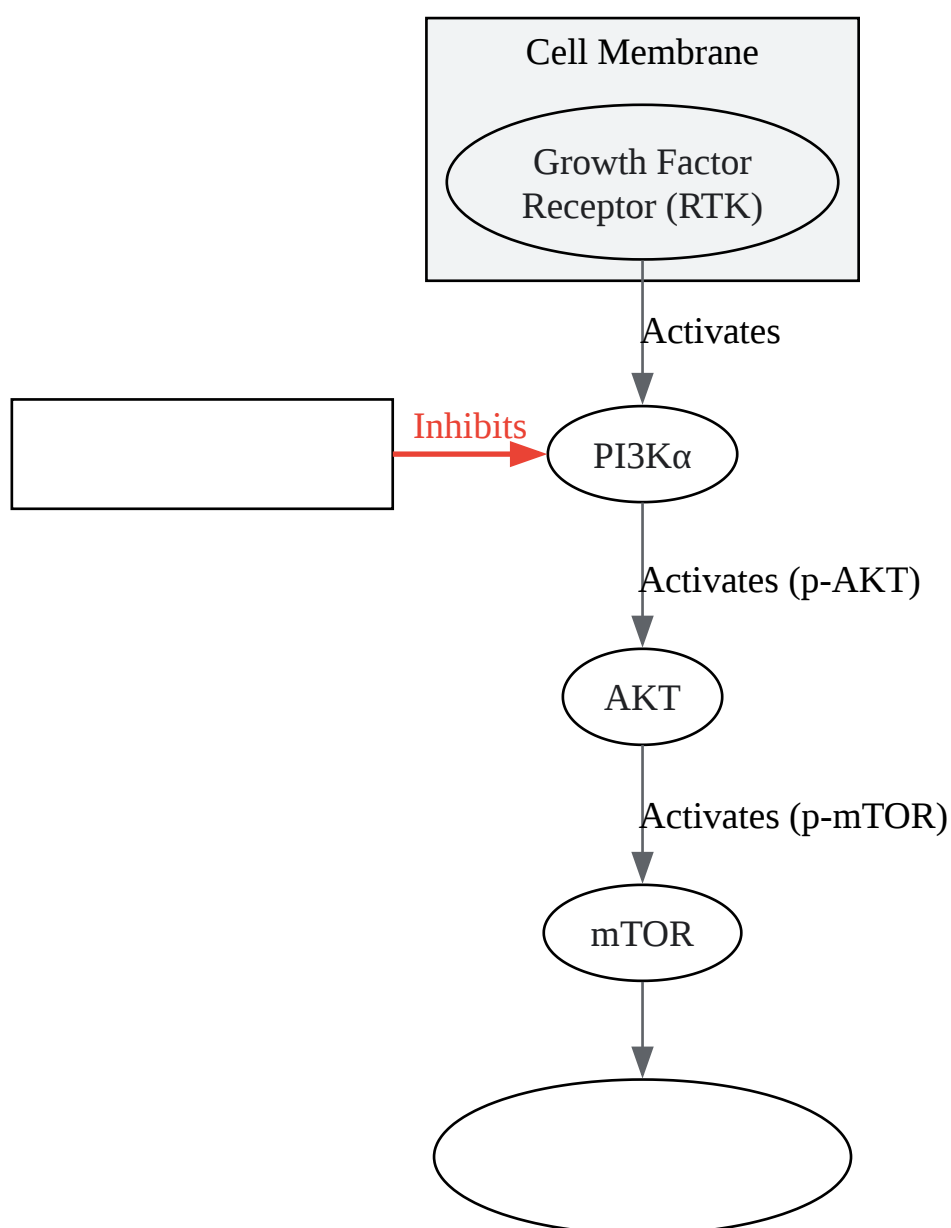 Cell Membrane
Growth Factor
Receptor (RTK)
Activates
Inhibits
PI3Kα
Activates (p-AKT)
AKT
Activates (p-mTOR)
mTOR